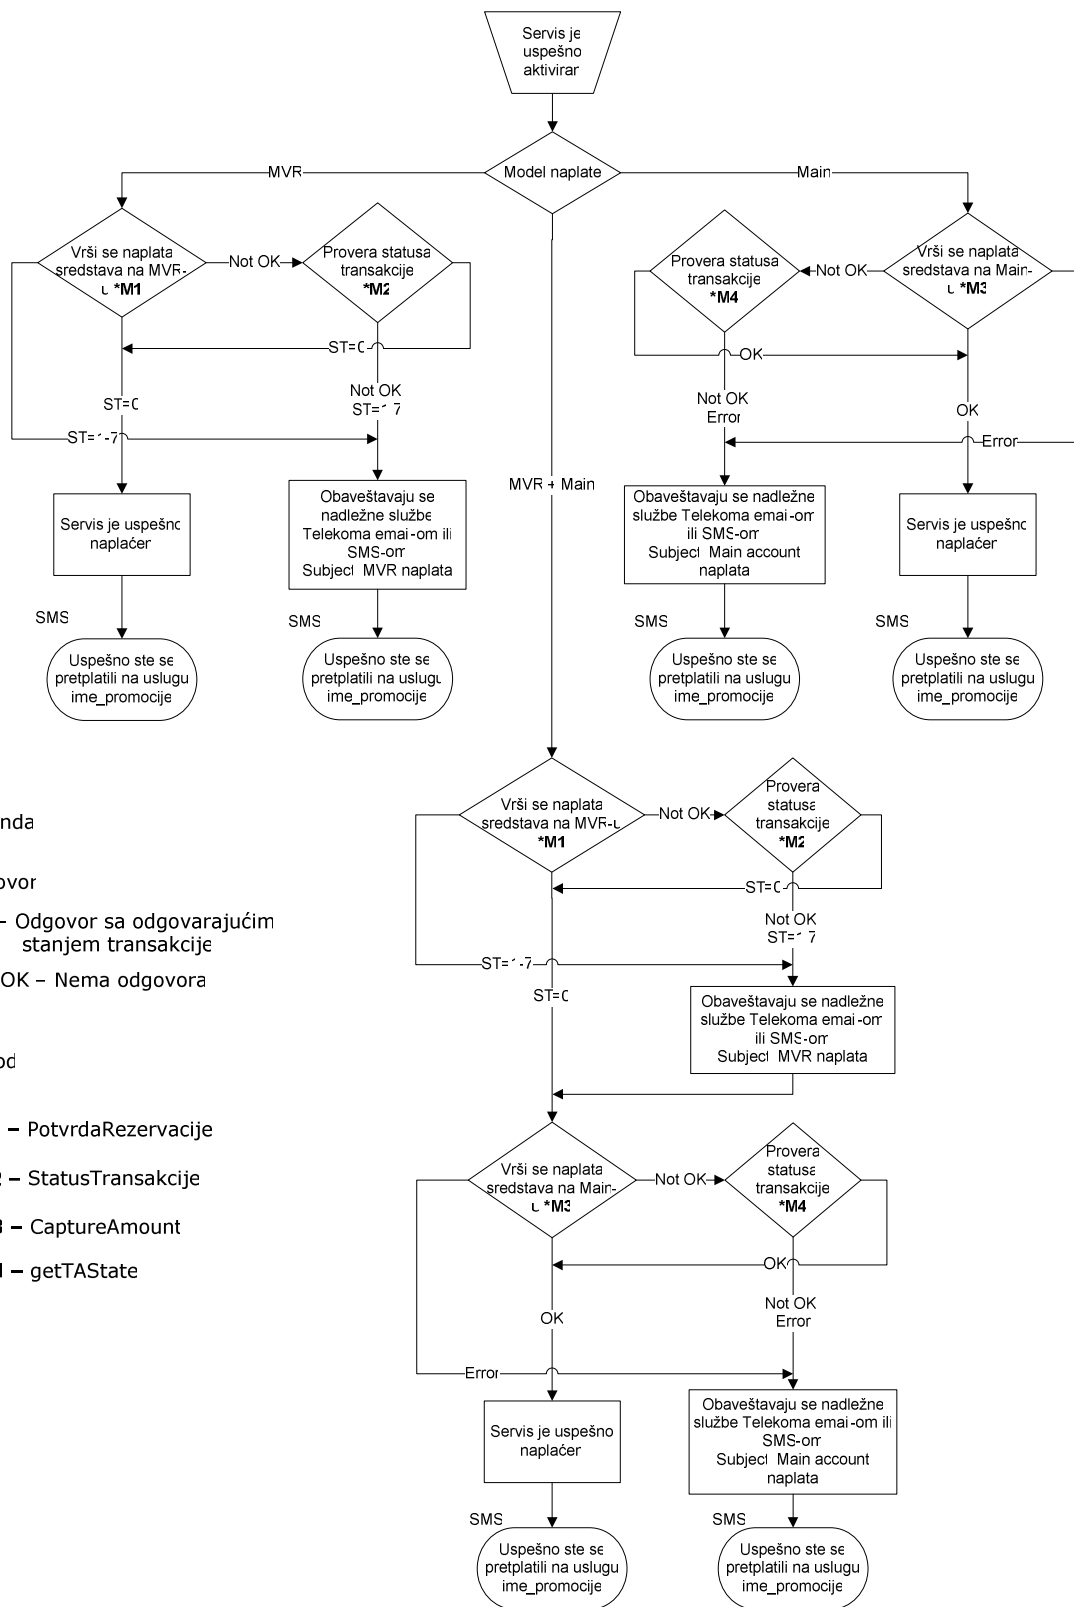 Servis je
uspešno
aktiviran
Model naplate
MVR
Main
Vrši se naplata
sredstava na MVR-
u *M1
Not OK
Provera statusa
transakcije
*M2
ST=0
Not OK
ST=1-7
ST=0
ST=1-7
Servis je uspešno
naplaćen
Obaveštavaju se
nadležne službe
Telekoma email-om ili
SMS-om
Subject MVR naplata
SMS
Uspešno ste se
pretplatili na uslugu
ime_promocije
SMS
Uspešno ste se
pretplatili na uslugu
ime_promocije
MVR + Main
Provera statusa
transakcije
*M4
Not OK
Vrši se naplata
sredstava na Main-
u *M3
OK
Not OK
Error
OK
Error
Obaveštavaju se nadležne
službe Telekoma email-om
ili SMS-om
Subject Main account
naplata
Servis je uspešno
naplaćen
SMS
Uspešno ste se
pretplatili na uslugu
ime_promocije
SMS
Uspešno ste se
pretplatili na uslugu
ime_promocije
nda
ovor
– Odgovor sa odgovarajućim
stanjem transakcije
OK – Nema odgovora
od
– PotvrdaRezervacije
– StatusTransakcije
– CaptureAmount
– getTAState
Vrši se naplata
sredstava na MVR-u
*M1
Not OK
Provera
statusa
transakcije
*M2
ST=0
Not OK
ST=1-7
ST=1-7
ST=0
Obaveštavaju se nadležne
službe Telekoma email-om
ili SMS-om
Subject MVR naplata
Vrši se naplata
sredstava na Main-
u *M3
Not OK
Provera
statusa
transakcije
*M4
OK
Not OK
Error
OK
Error
Servis je uspešno
naplaćen
Obaveštavaju se nadležne
službe Telekoma email-om ili
SMS-om
Subject Main account
naplata
SMS
Uspešno ste se
pretplatili na uslugu
ime_promocije
SMS
Uspešno ste se
pretplatili na uslugu
ime_promocije